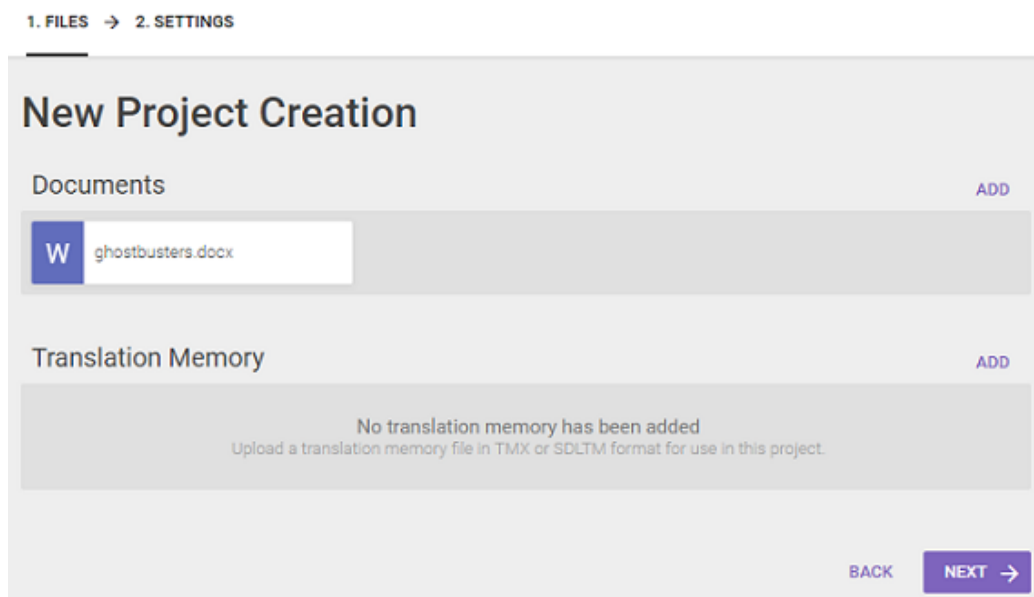 1. FILES → 2. SETTINGS
New Project Creation
Documents
ADD
W
ghostbusters.docx
Translation Memory
ADD
No translation memory has been added
Upload a translation memory file in TMX or SDLTM format for use in this project.
BACK
NEXT →